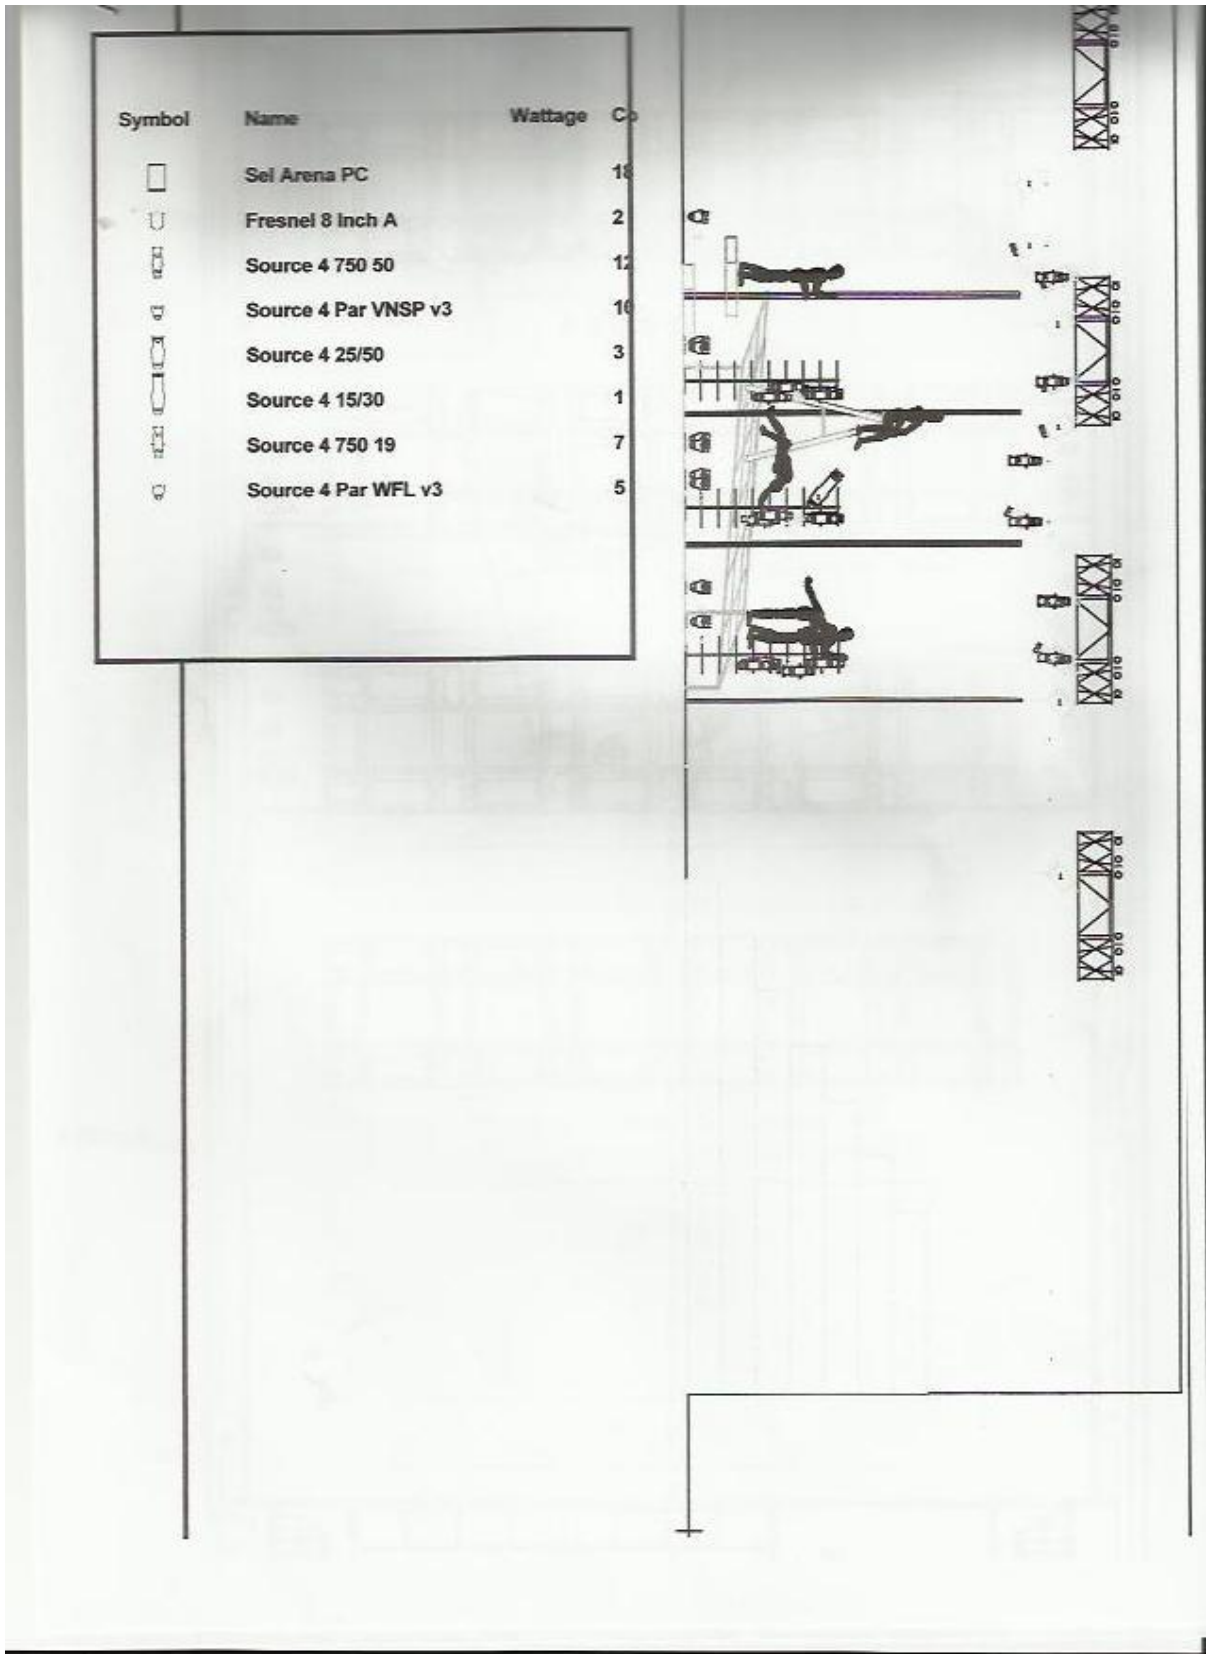 Symbol Name Wattage Co
Sel Arena PC 18
Fresnel 8 Inch A 2
Source 4 750 50 12
Source 4 Par VNSP v3 16
Source 4 25/50 3
Source 4 15/30 1
Source 4 750 19 7
Source 4 Par WFL v3 5